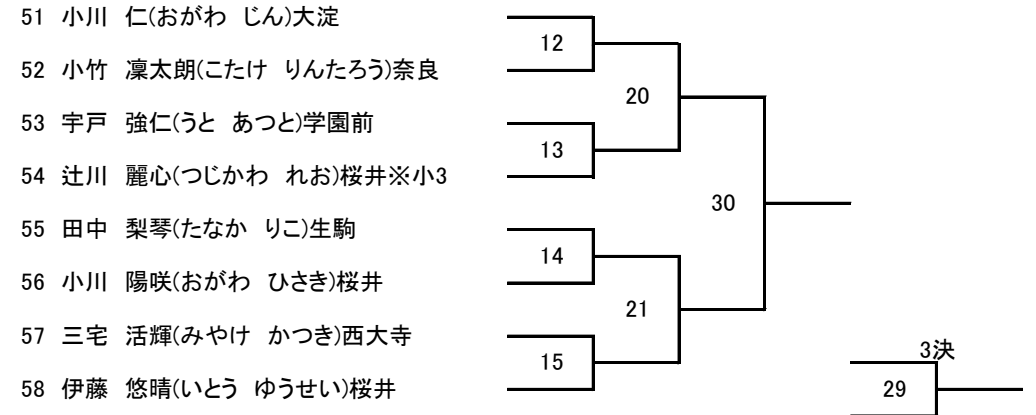 51 小川 仁(おがわ じん)大淀
12
52 小竹 凜太朗(こたけ りんたろう)奈良
20
53 宇戸 強仁(うと あつと)学園前
13
54 辻川 麗心(つじかわ れお)桜井※小3
30
55 田中 梨琴(たなか りこ)生駒
14
56 小川 陽咲(おがわ ひさき)桜井
21
57 三宅 活輝(みやけ かつき)西大寺
3決
15
29
58 伊藤 悠晴(いとう ゆうせい)桜井